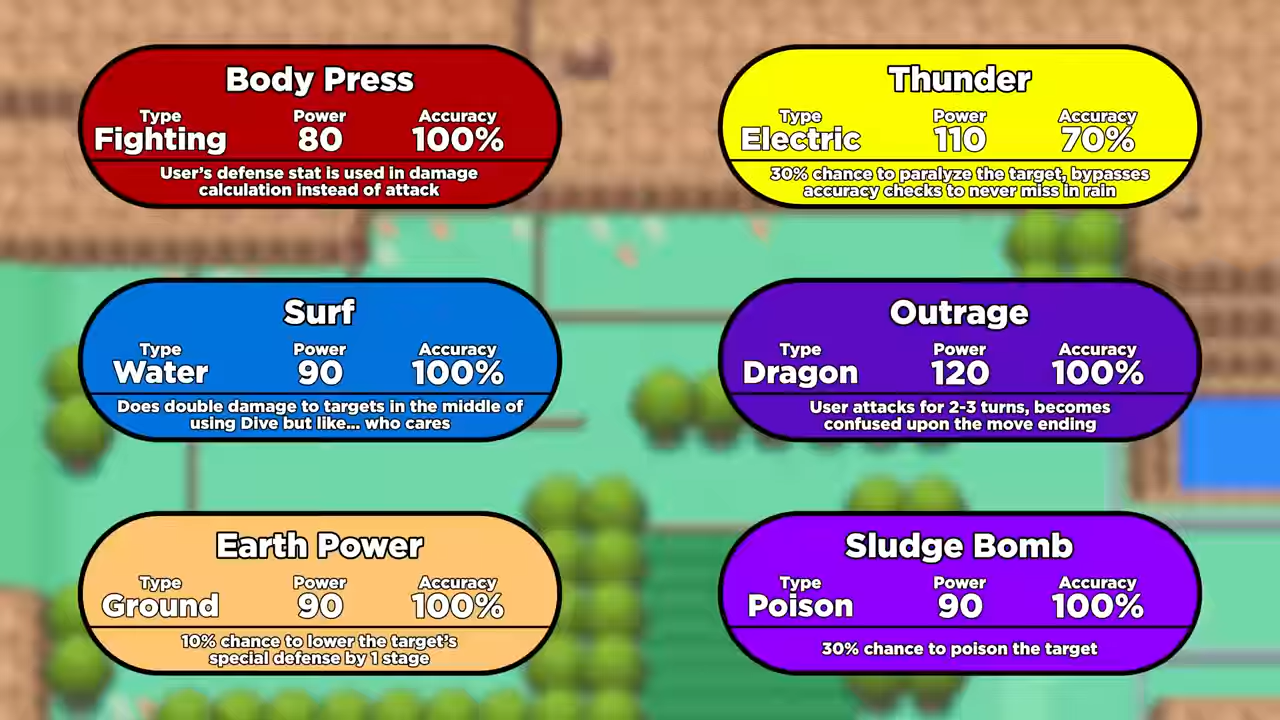 Body Press
Type Power Accuracy
Fighting 80 100%
User's defense stat is used in damage
calculation instead of attack
Thunder
Type Power Accuracy
Electric 110 70%
30% chance to paralyze the target, bypasses
accuracy checks to never miss in rain
Surf
Type Power Accuracy
Water 90 100%
Does double damage to targets in the middle of
using Dive but like... who cares
Outrage
Type Power Accuracy
Dragon 120 100%
User attacks for 2-3 turns, becomes
confused upon the move ending
Earth Power
Type Power Accuracy
Ground 90 100%
10% chance to lower the target's
special defense by 1 stage
Sludge Bomb
Type Power Accuracy
Poison 90 100%
30% chance to poison the target